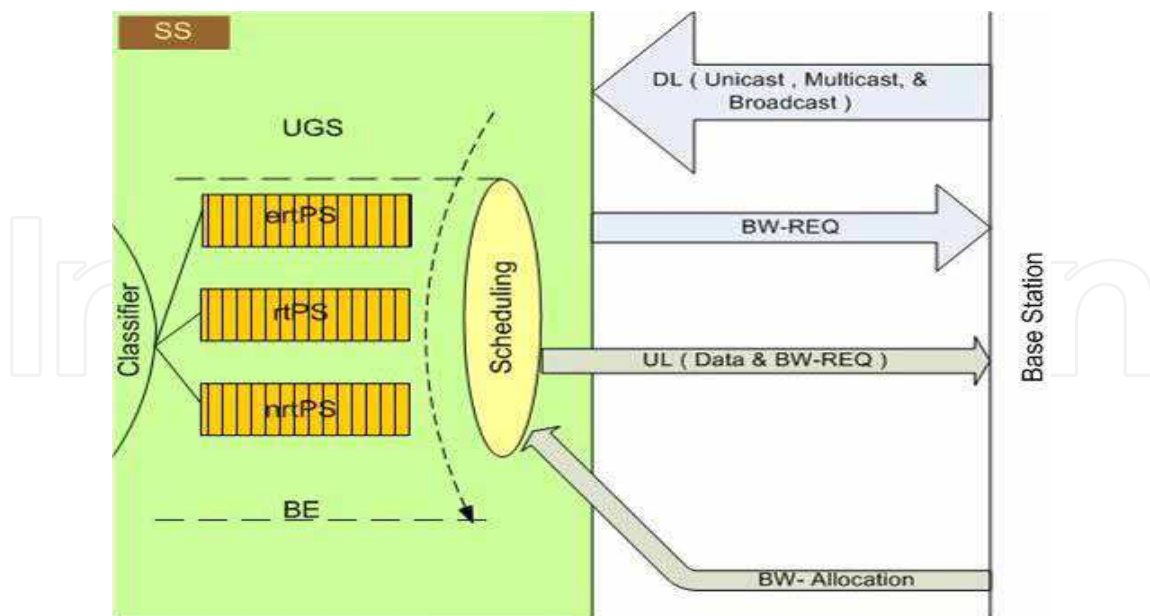 SS
DL ( Unicast , Multicast, &
Broadcast )
UGS
ertPS
BW-REQ
Classifier
rtPS
Scheduling
UL ( Data & BW-REQ )
Base Station
nrtPS
BE
BW- Allocation